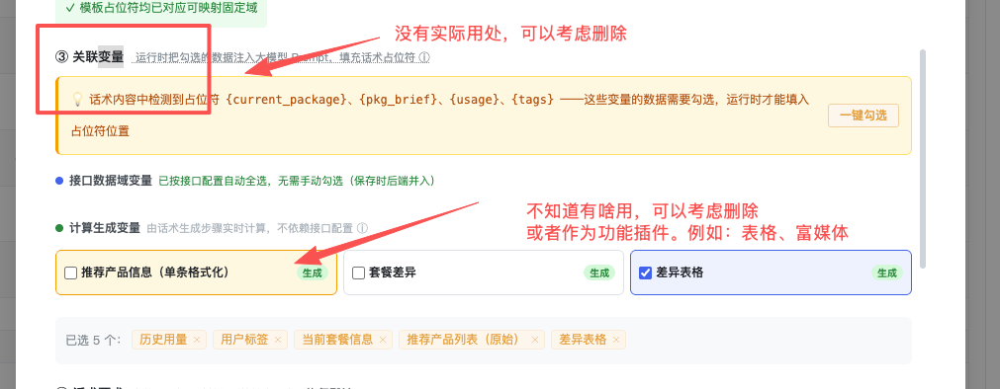 ✓ 模板占位符均已对应可映射固定域
没有实际用处，可以考虑删除
③ 关联变量 运行时把勾选的数据注入大模型 Prompt，填充话术占位符 ⓘ
💡 话术内容中检测到占位符 {current_package}、{pkg_brief}、{usage}、{tags} ——这些变量的数据需要勾选，运行时才能填入
占位符位置
一键勾选
接口数据域变量 已按接口配置自动全选，无需手动勾选（保存时后端并入）
不知道有啥用，可以考虑删除
或者作为功能插件。例如：表格、富媒体
计算生成变量 由话术生成步骤实时计算，不依赖接口配置 ⓘ
推荐产品信息（单条格式化） 生成
套餐差异 生成
差异表格 生成
已选 5 个： 历史用量 × 用户标签 × 当前套餐信息 × 推荐产品列表（原始） × 差异表格 ×